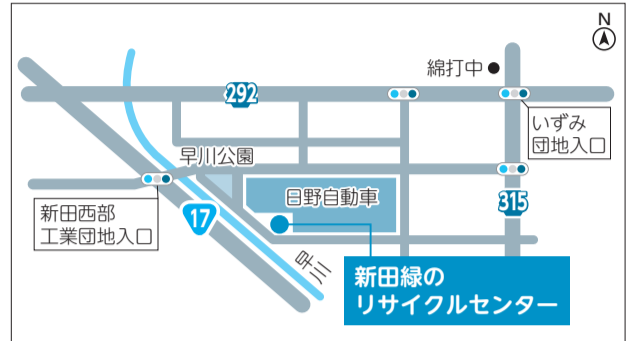 N
綿打中
292
いずみ
団地入口
早川公園
日野自動車
315
新田西部
工業団地入口
17
早川
新田緑の
リサイクルセンター